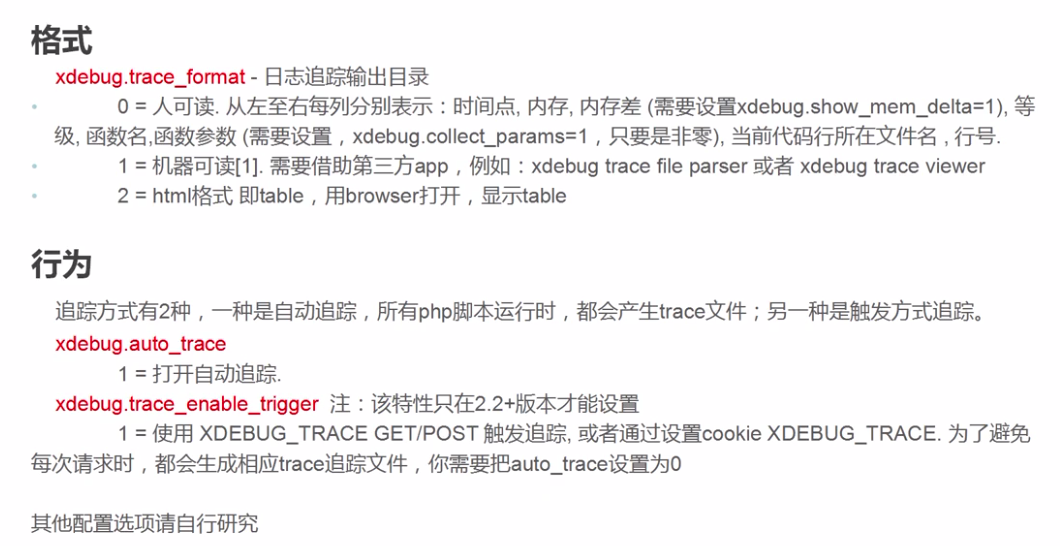 格式
xdebug.trace_format - 日志追踪输出目录
0 = 人可读. 从左至右每列分别表示：时间点, 内存, 内存差 (需要设置xdebug.show_mem_delta=1), 等
级, 函数名,函数参数 (需要设置，xdebug.collect_params=1，只要是非零), 当前代码行所在文件名 , 行号.
1 = 机器可读[1]. 需要借助第三方app，例如：xdebug trace file parser 或者 xdebug trace viewer
2 = html格式 即table，用browser打开，显示table
行为
追踪方式有2种，一种是自动追踪，所有php脚本运行时，都会产生trace文件；另一种是触发方式追踪。
xdebug.auto_trace
1 = 打开自动追踪.
xdebug.trace_enable_trigger 注：该特性只在2.2+版本才能设置
1 = 使用 XDEBUG_TRACE GET/POST 触发追踪, 或者通过设置cookie XDEBUG_TRACE. 为了避免
每次请求时，都会生成相应trace追踪文件，你需要把auto_trace设置为0
其他配置选项请自行研究